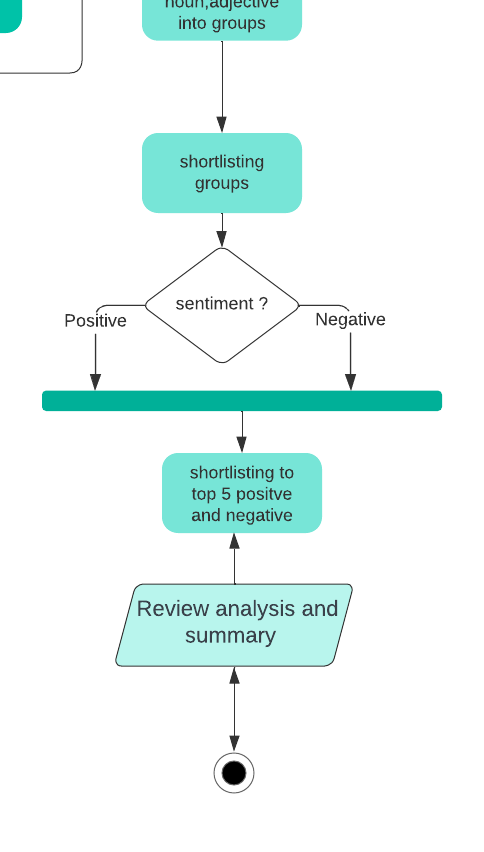 noun,adjective
into groups
shortlisting
groups
sentiment ?
Positive
Negative
shortlisting to
top 5 positve
and negative
Review analysis and
summary